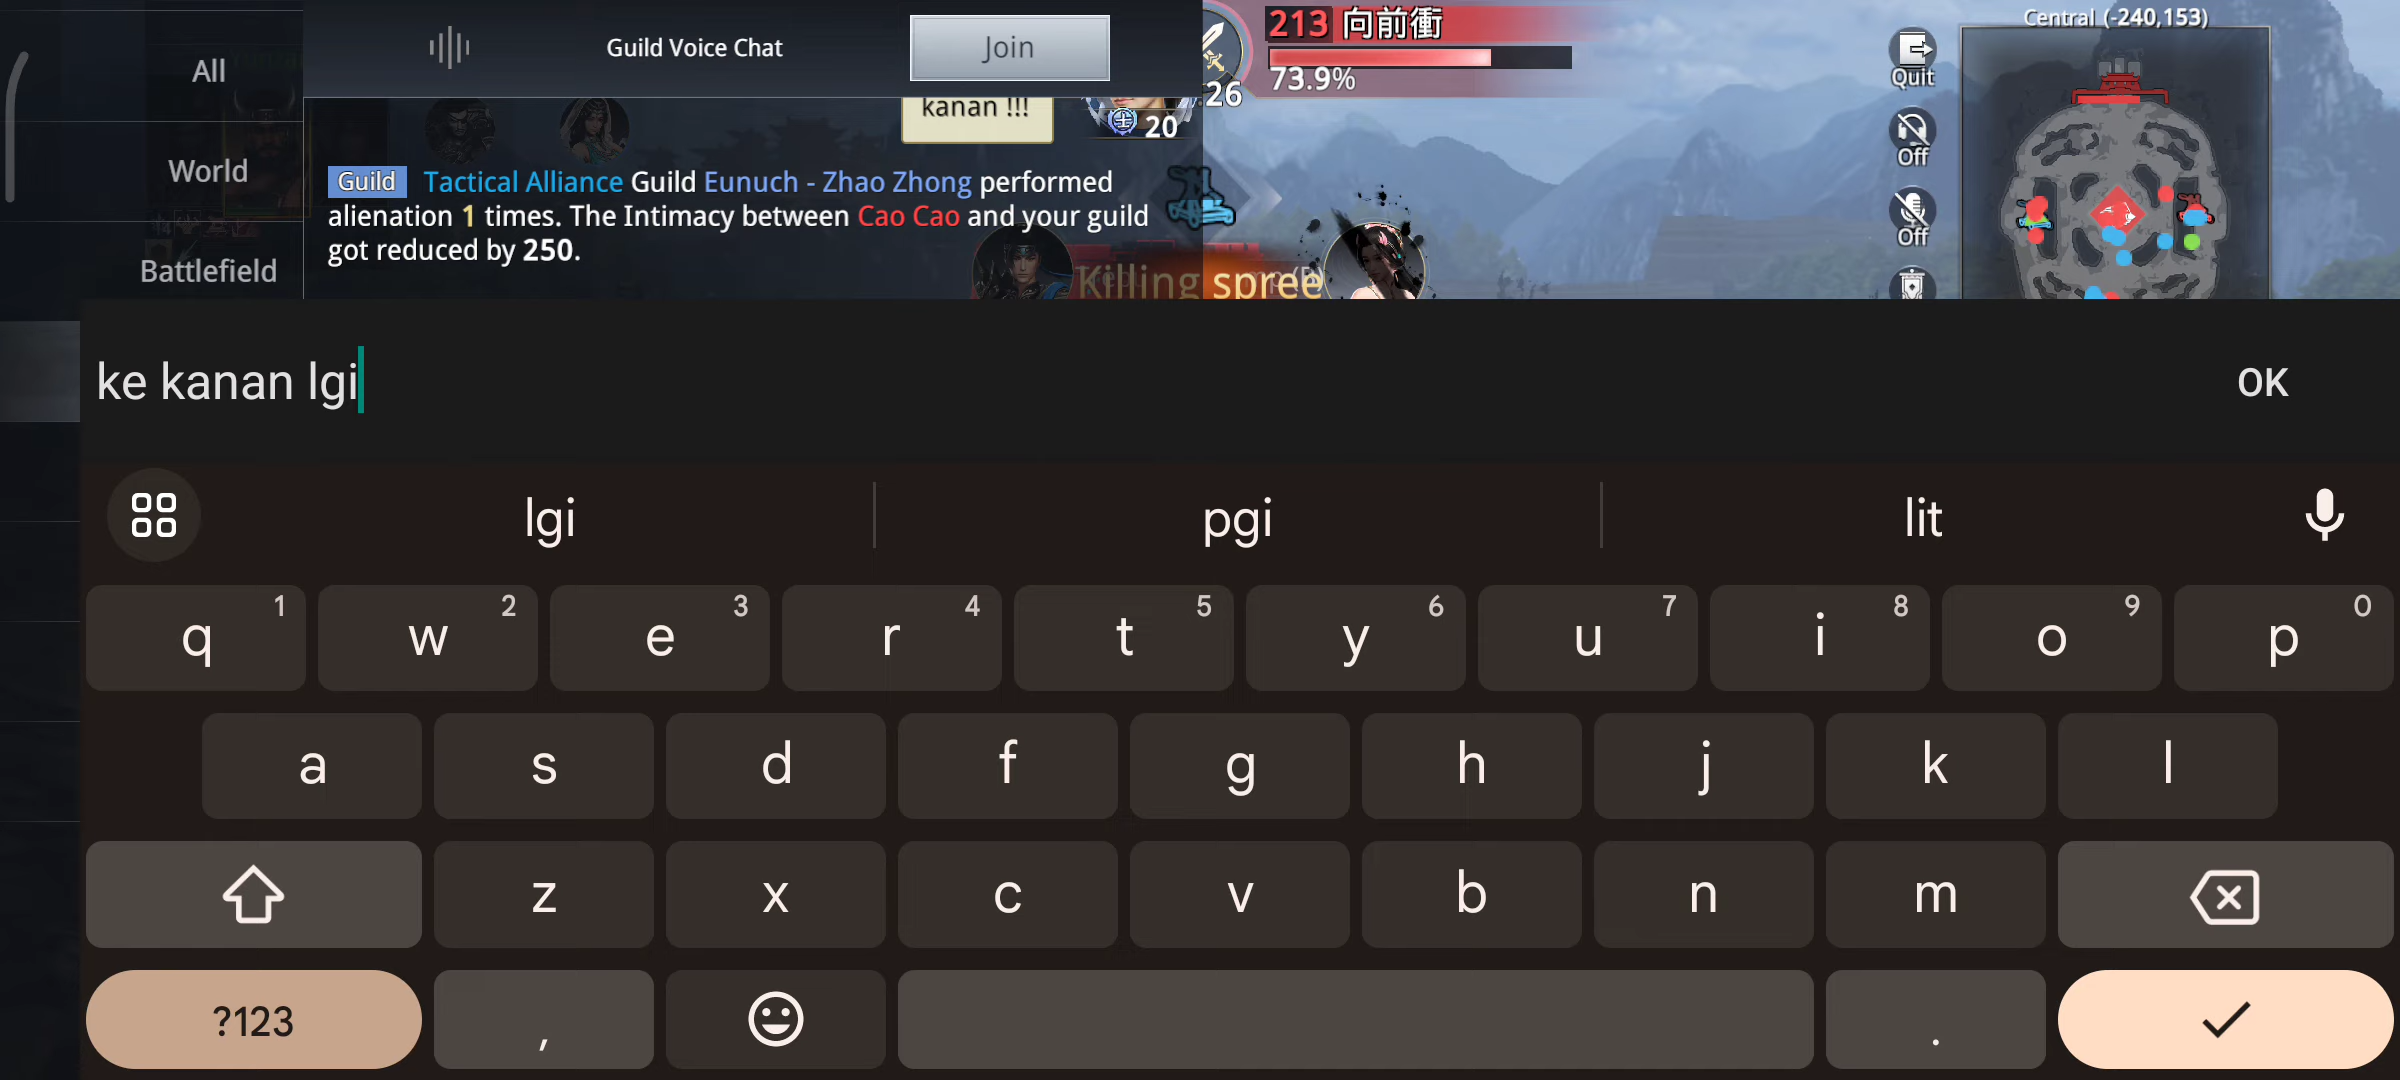 All
World
Battlefield
Guild Voice Chat
Join
kanan !!!
20
Guild Tactical Alliance Guild Eunuch - Zhao Zhong performed
alienation 1 times. The Intimacy between Cao Cao and your guild
got reduced by 250.
26
213 向前衝
73.9%
Killing spree
Quit
Off
Off
Central (-240,153)
ke kanan lgi
OK
lgi
pgi
lit
q 1 w 2 e 3 r 4 t 5 y 6 u 7 i 8 o 9 p 0
a s d f g h j k l
z x c v b n m
?123 , .